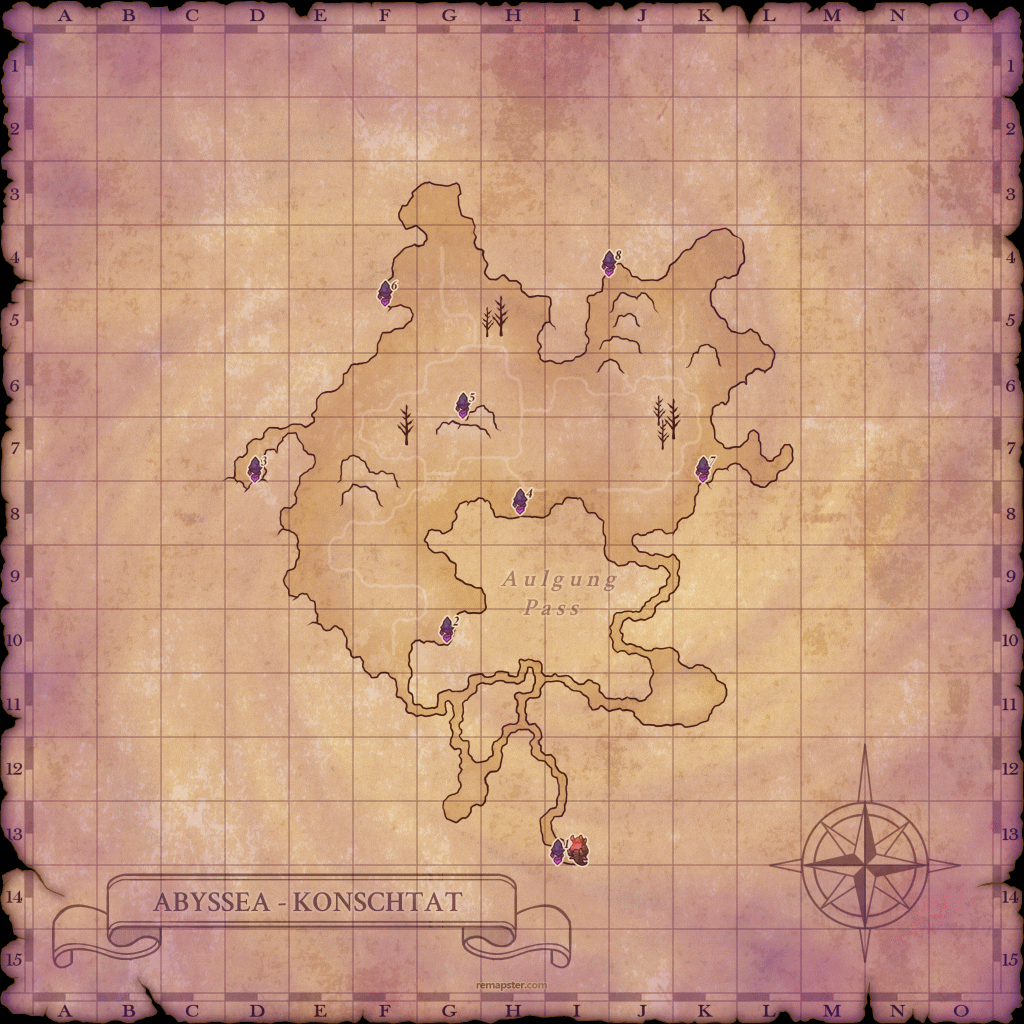 A B C D E F G H I J K L M N O
1 1
2 2
3 3
4 8 4
6
5 5
6 6
5
7 3 7 7
8 4 8
9 Aulgung 9
Pass
10 2 10
11 11
12 12
13 1 13
14 ABYSSEA - KONSCHTAT 14
15 15
remapster.com
A B C D E F G H I J K L M N O